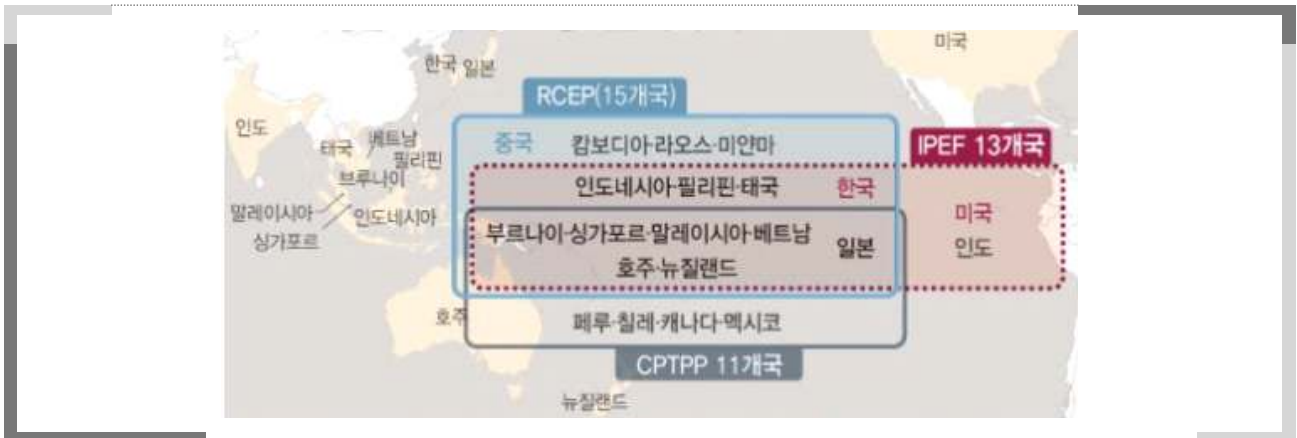 미국
한국 일본
RCEP(15개국)
인도
태국 베트남
필리핀
브루나이
말레이시아
인도네시아
싱가포르
중국 캄보디아·라오스·미얀마
IPEF 13개국
인도네시아·필리핀·태국 한국
미국
인도
부르나이·싱가포르·말레이시아·베트남
호주·뉴질랜드
일본
호주
페루·칠레·캐나다·멕시코
CPTPP 11개국
뉴질랜드